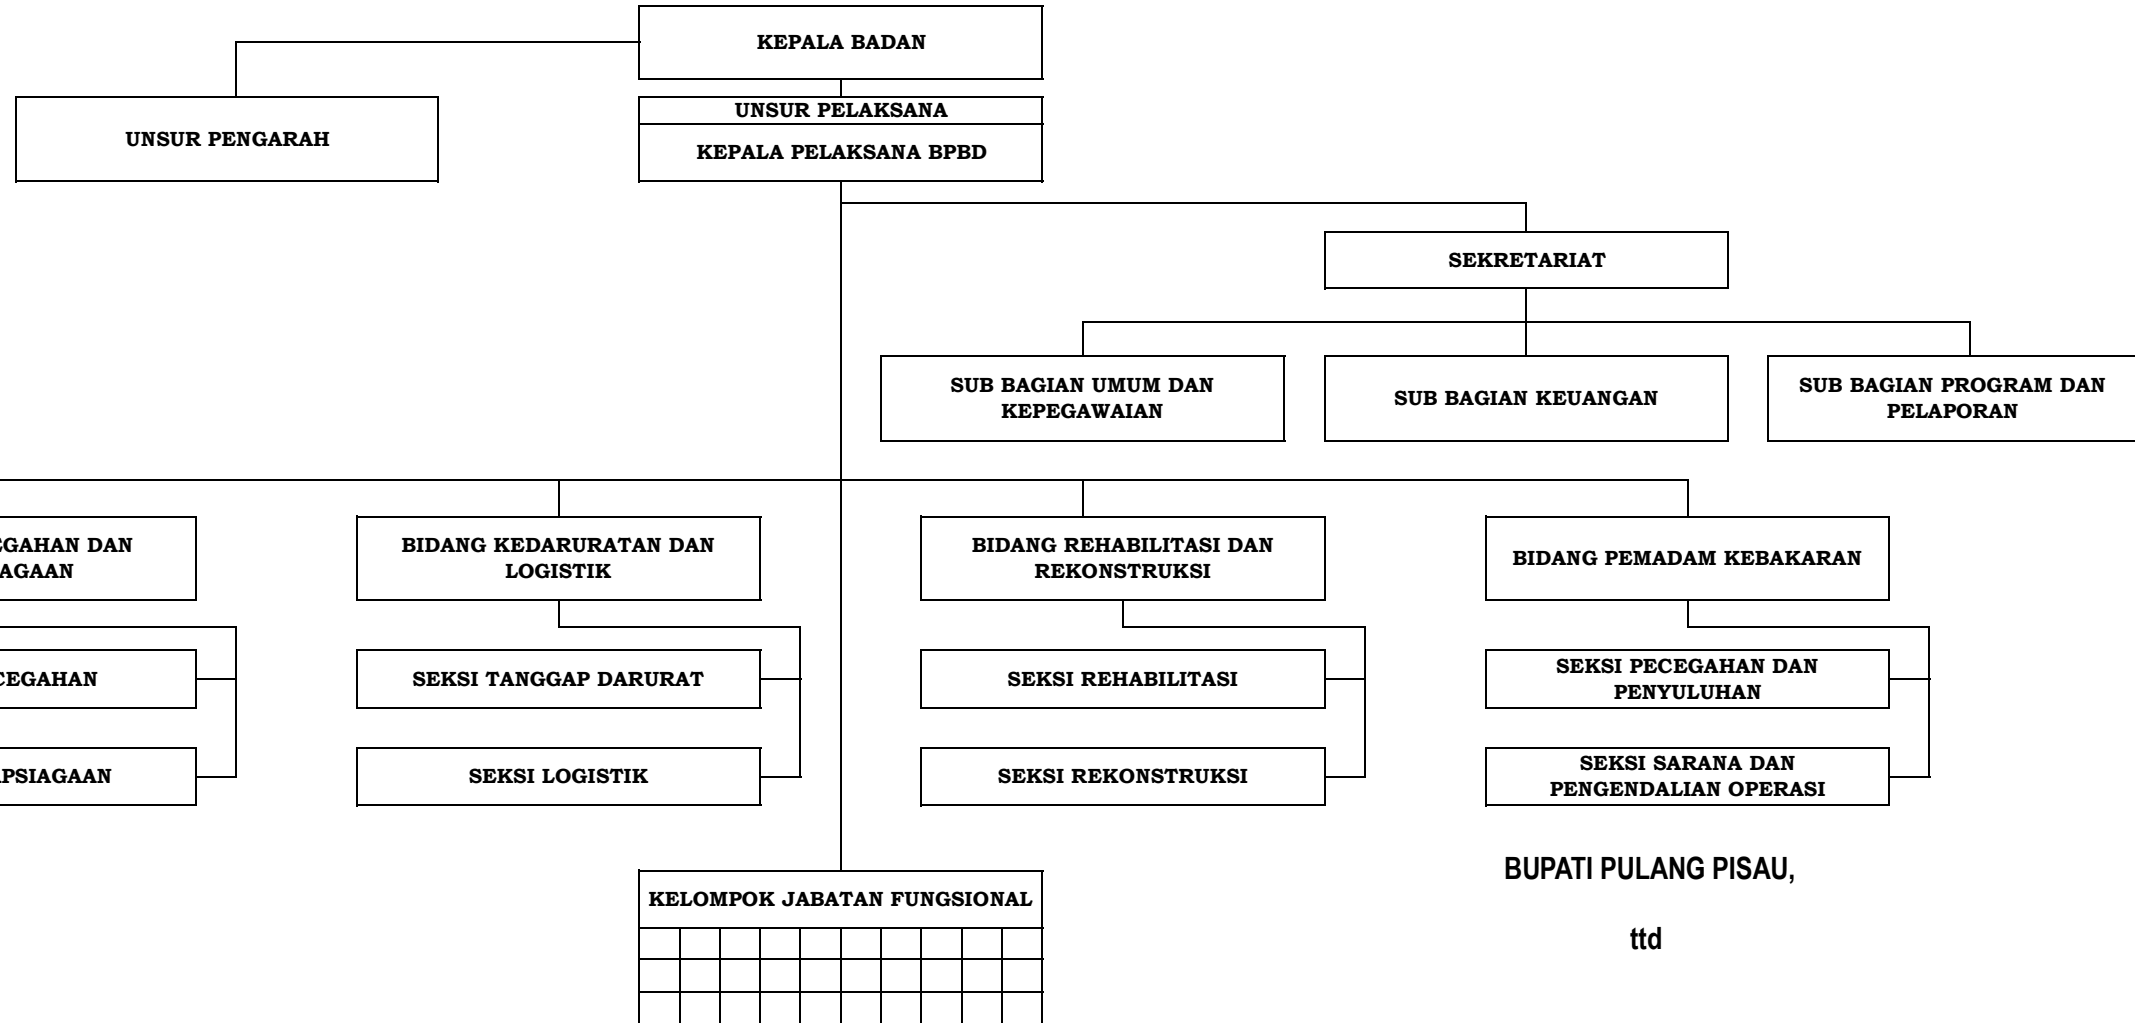 KEPALA BADAN
UNSUR PENGARAH
UNSUR PELAKSANA
KEPALA PELAKSANA BPBD
SEKRETARIAT
SUB BAGIAN UMUM DAN
KEPEGAWAIAN
SUB BAGIAN KEUANGAN
SUB BAGIAN PROGRAM DAN
PELAPORAN
DAN
BIDANG KEDARURATAN DAN
LOGISTIK
BIDANG REHABILITASI DAN
REKONSTRUKSI
BIDANG PEMADAM KEBAKARAN
SEKSI TANGGAP DARURAT
SEKSI REHABILITASI
SEKSI PECEGAHAN DAN
PENYULUHAN
SEKSI LOGISTIK
SEKSI REKONSTRUKSI
SEKSI SARANA DAN
PENGENDALIAN OPERASI
KELOMPOK JABATAN FUNGSIONAL
BUPATI PULANG PISAU,
ttd